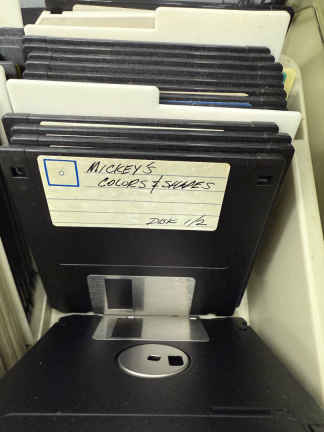 MICKEY'S
COLORS & SHAPES
DISK 1/2